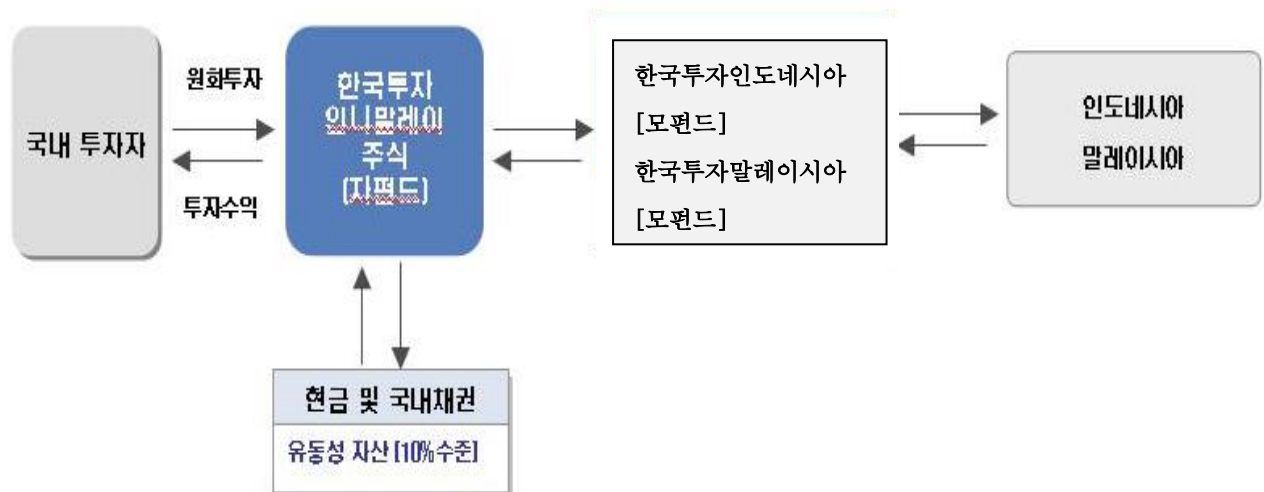 국내 투자자
원화투자
투자수익
한국투자
인니말레이
주식
[자펀드]
한국투자인도네시아
[모펀드]
한국투자말레이시아
[모펀드]
인도네시아
말레이시아
현금 및 국내채권
유동성 자산 [10%수준]